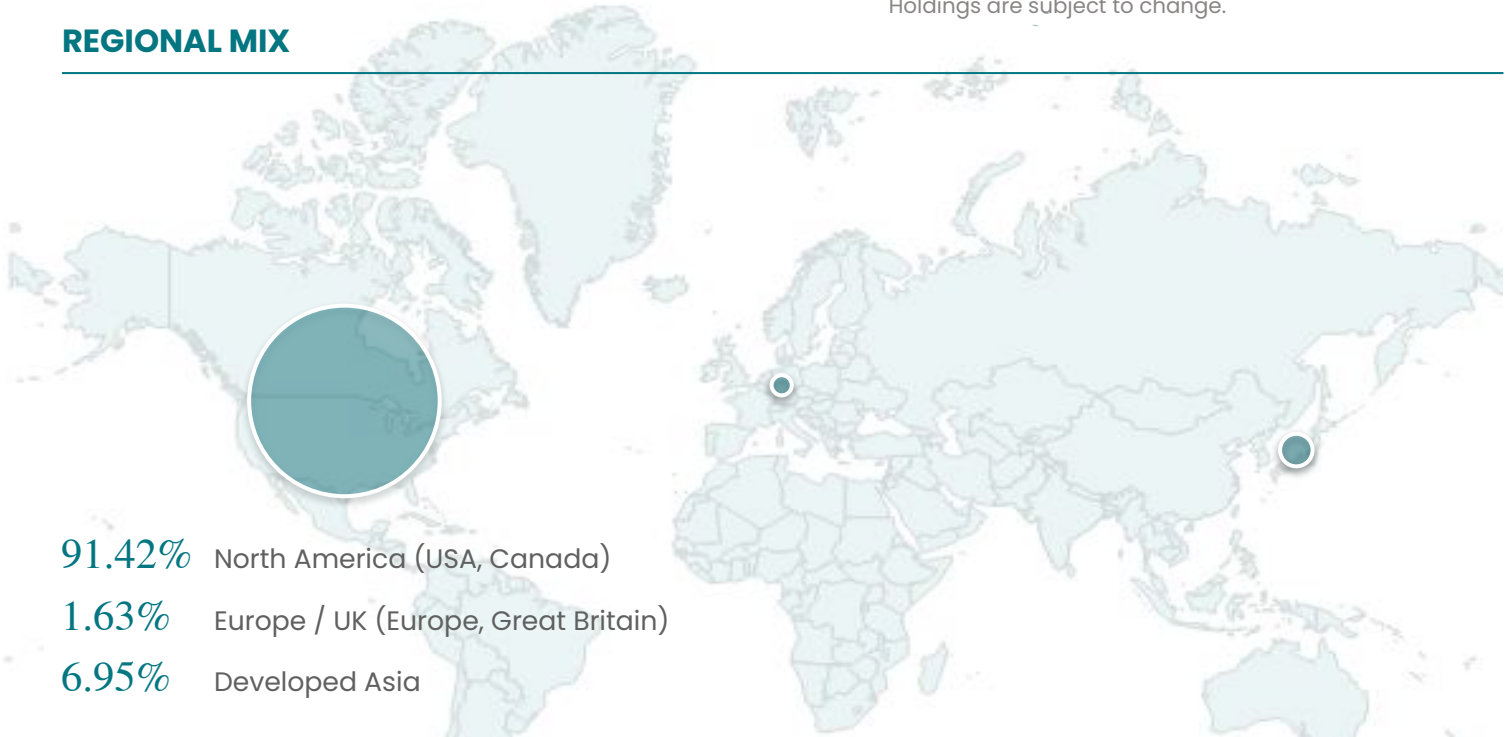 Holdings are subject to change.
REGIONAL MIX
91.42% North America (USA, Canada)
1.63% Europe / UK (Europe, Great Britain)
6.95% Developed Asia